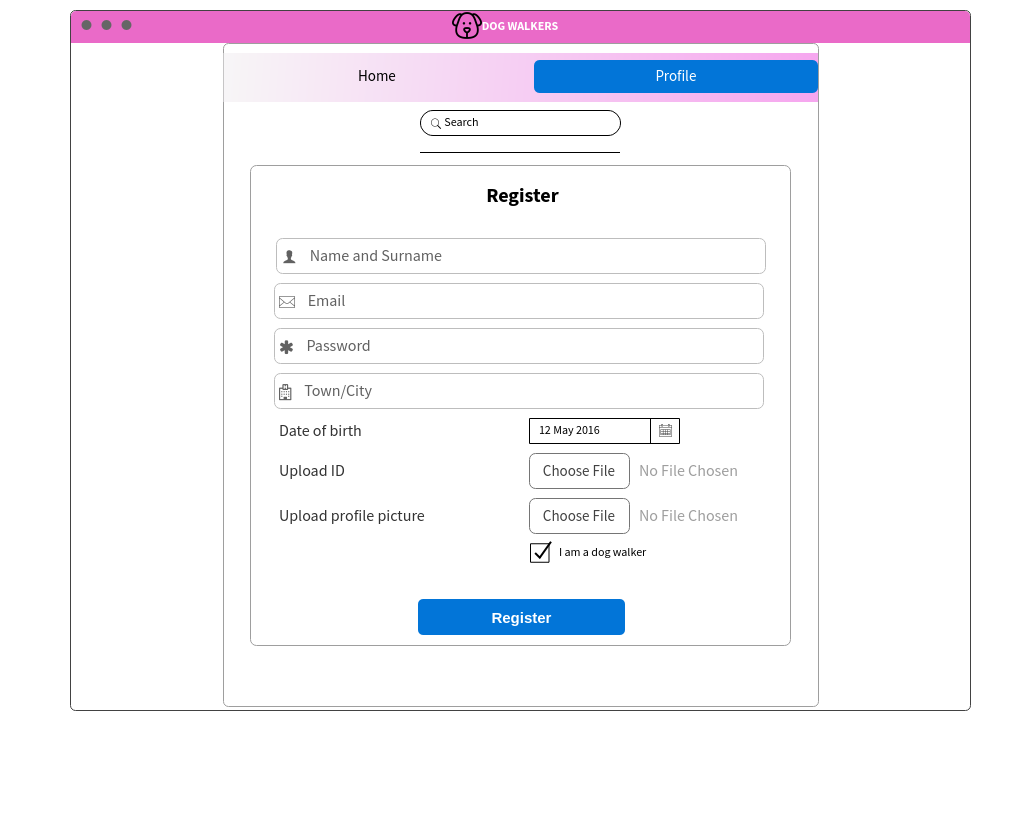 DOG WALKERS
Home
Profile
Search
Register
Name and Surname
Email
Password
Town/City
Date of birth
12 May 2016
Upload ID
Choose File
No File Chosen
Upload profile picture
Choose File
No File Chosen
I am a dog walker
Register